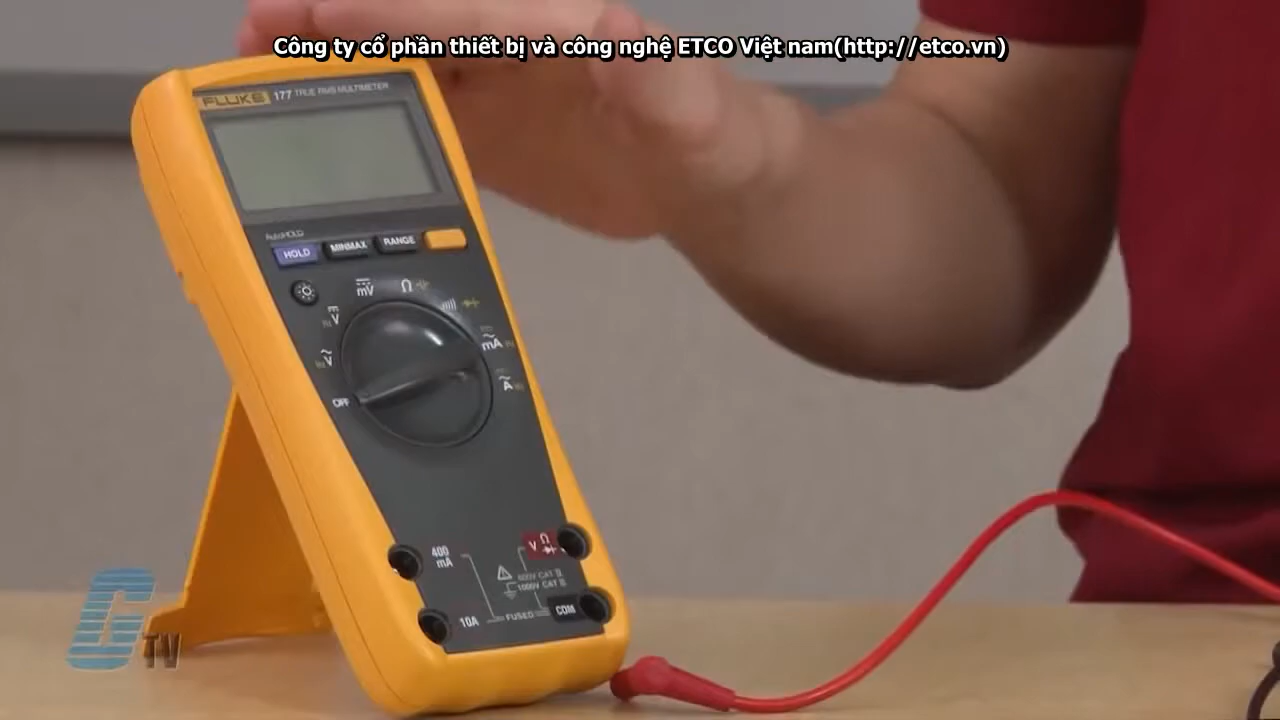 Công ty cổ phần thiết bị và công nghệ ETCO Việt nam(http://etco.vn)
FLUKE 177 TRUE RMS MULTIMETER
AutoHOLD
HOLD MINMAX RANGE
mV Ω
V
mA
V
A
OFF
V Ω
400 mA
600V CAT III
1000V CAT II
COM
10A FUSED
C TV